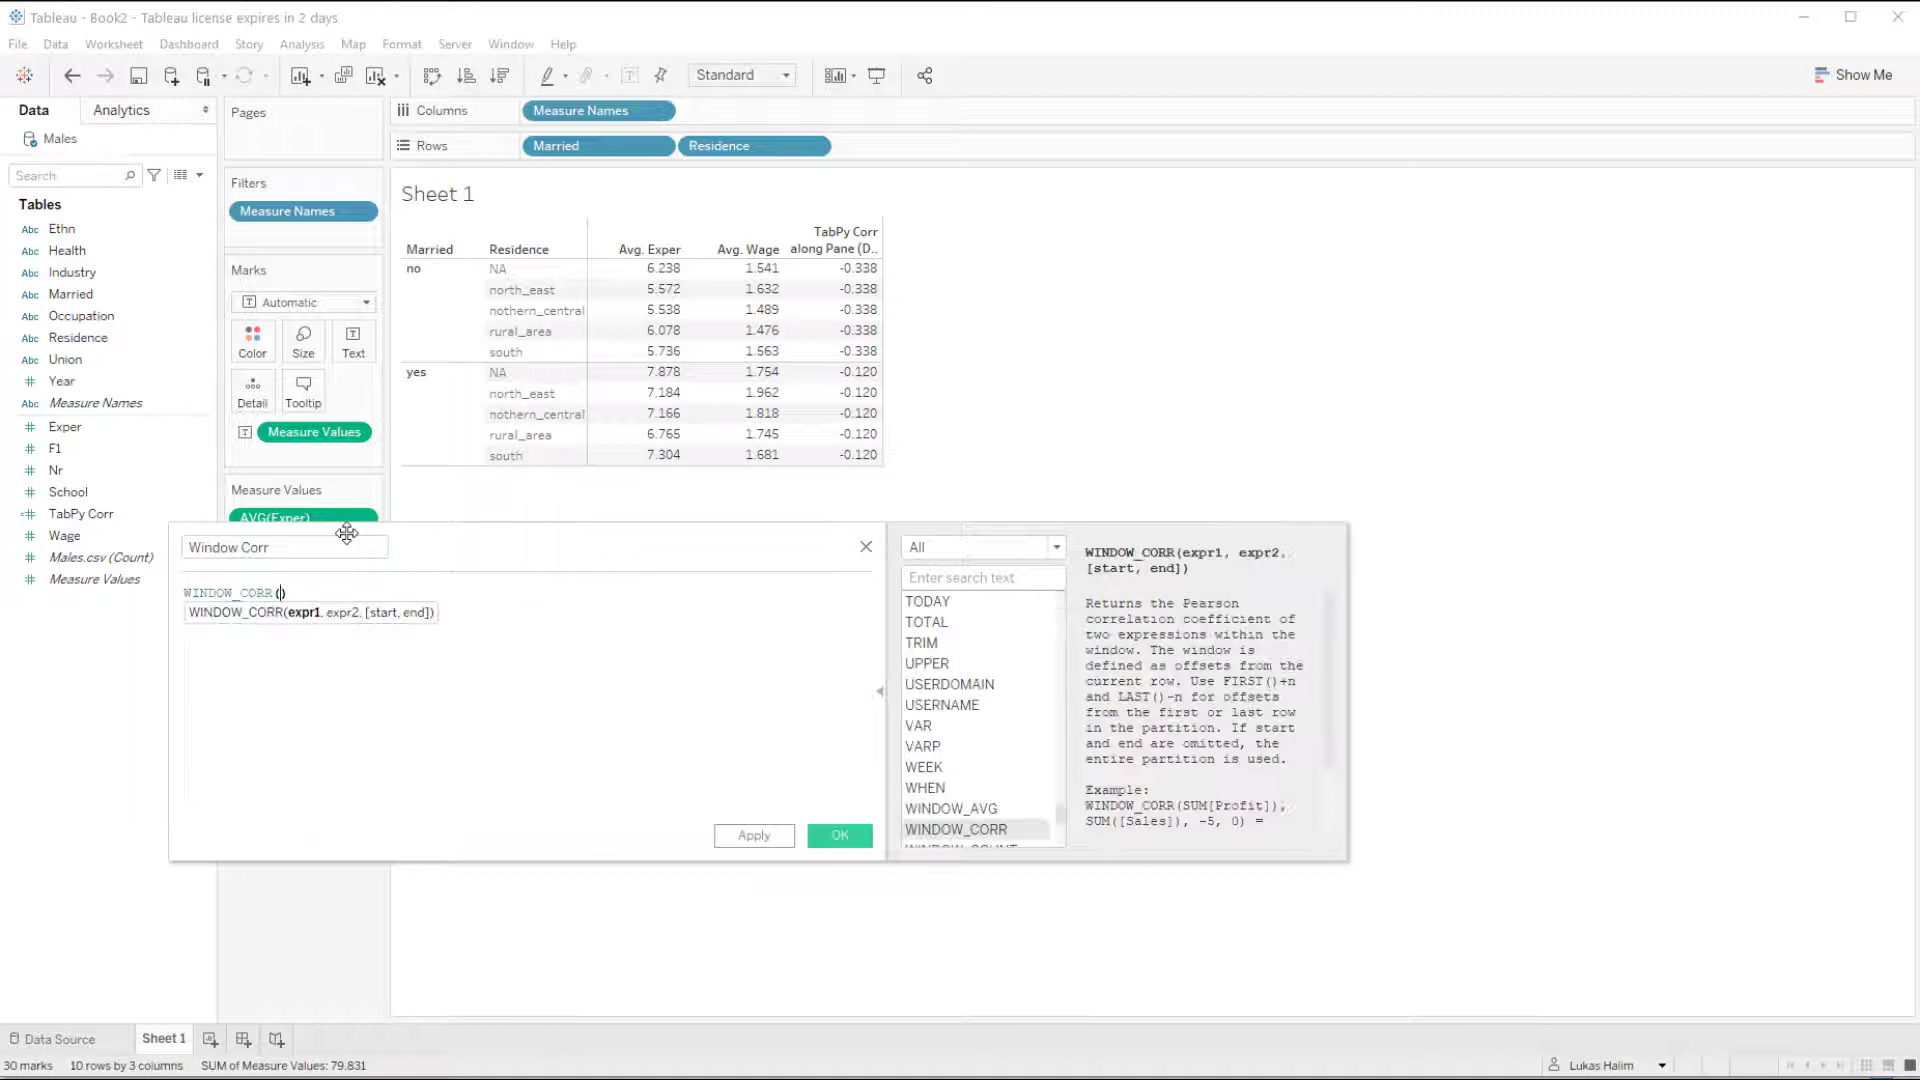 Tableau - Book2 - Tableau license expires in 2 days
File Data Worksheet Dashboard Story Analysis Map Format Server Window Help
Standard
Show Me
Data Analytics
Males
Search
Tables
Abc Ethn
Abc Health
Abc Industry
Abc Married
Abc Occupation
Abc Residence
Abc Union
Year
Abc Measure Names
Exper
F1
Nr
School
TabPy Corr
Wage
Males.csv (Count)
Measure Values
Pages
Filters
Measure Names
Marks
Automatic
Color Size Text
Detail Tooltip
Measure Values
Measure Values
AVG(Exper)
Columns Measure Names
Rows Married Residence
Sheet 1
TabPy Corr
Married Residence Avg. Exper Avg. Wage along Pane (D..
no NA 6.238 1.541 -0.338
north_east 5.572 1.632 -0.338
nothern_central 5.538 1.489 -0.338
rural_area 6.078 1.476 -0.338
south 5.736 1.563 -0.338
yes NA 7.878 1.754 -0.120
north_east 7.184 1.962 -0.120
nothern_central 7.166 1.818 -0.120
rural_area 6.765 1.745 -0.120
south 7.304 1.681 -0.120
Window Corr
WINDOW_CORR()
WINDOW_CORR(expr1, expr2, [start, end])
Apply OK
All
Enter search text
TODAY
TOTAL
TRIM
UPPER
USERDOMAIN
USERNAME
VAR
VARP
WEEK
WHEN
WINDOW_AVG
WINDOW_CORR
WINDOW_COUNT
WINDOW_CORR(expr1, expr2,
[start, end])
Returns the Pearson
correlation coefficient of
two expressions within the
window. The window is
defined as offsets from the
current row. Use FIRST()+n
and LAST()-n for offsets
from the first or last row
in the partition. If start
and end are omitted, the
entire partition is used.
Example:
WINDOW_CORR(SUM[Profit]),
SUM([Sales]), -5, 0) =
Data Source Sheet 1
30 marks 10 rows by 3 columns SUM of Measure Values: 79.831
Lukas Halim